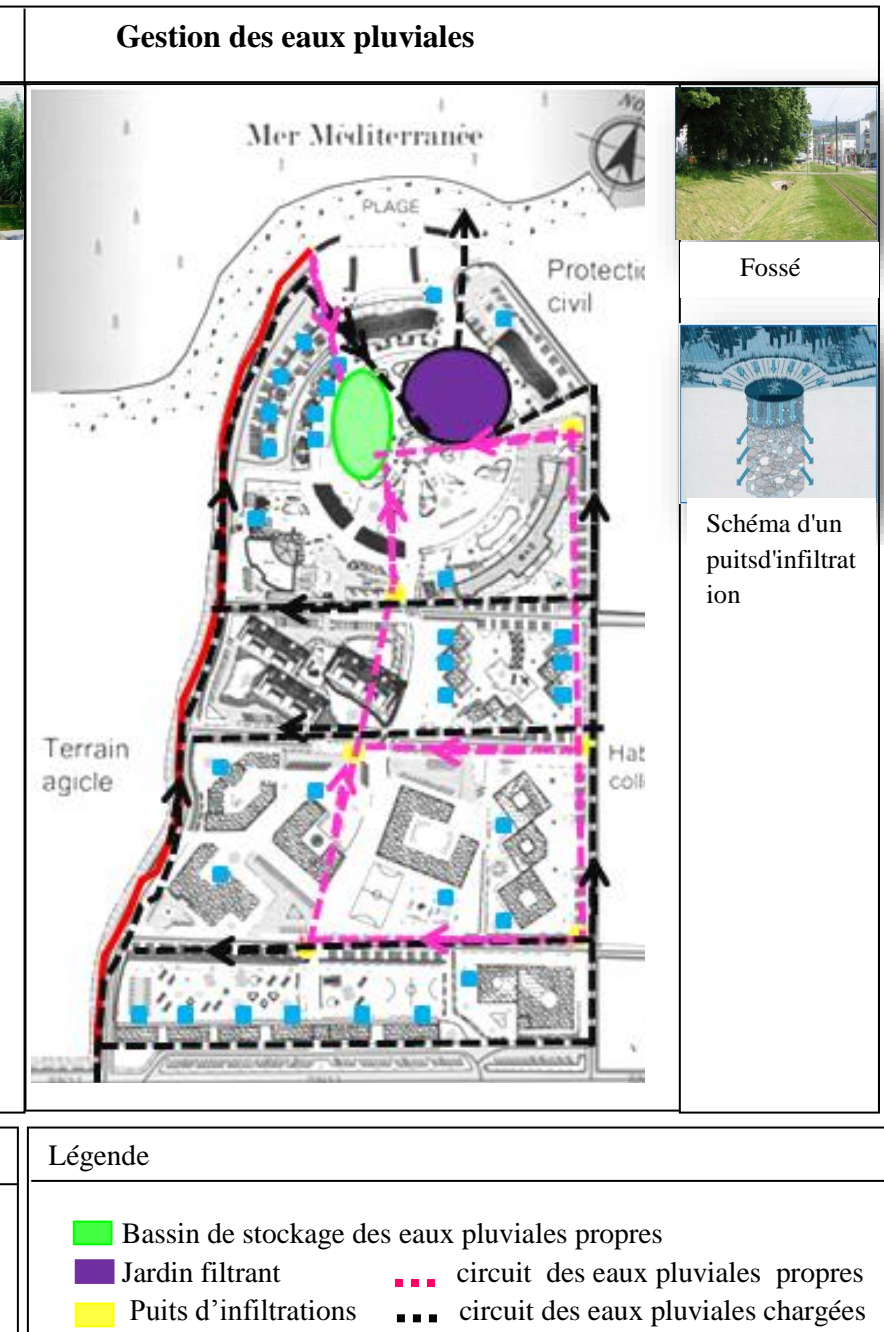 Gestion des eaux pluviales
Mer Méditerranée
PLAGE
Protectic
civil
Terrain
agicle
Hab
coll
Fossé
Schéma d'un
puitsd'infiltrat
ion
Légende
Bassin de stockage des eaux pluviales propres
Jardin filtrant circuit des eaux pluviales propres
Puits d’infiltrations circuit des eaux pluviales chargées